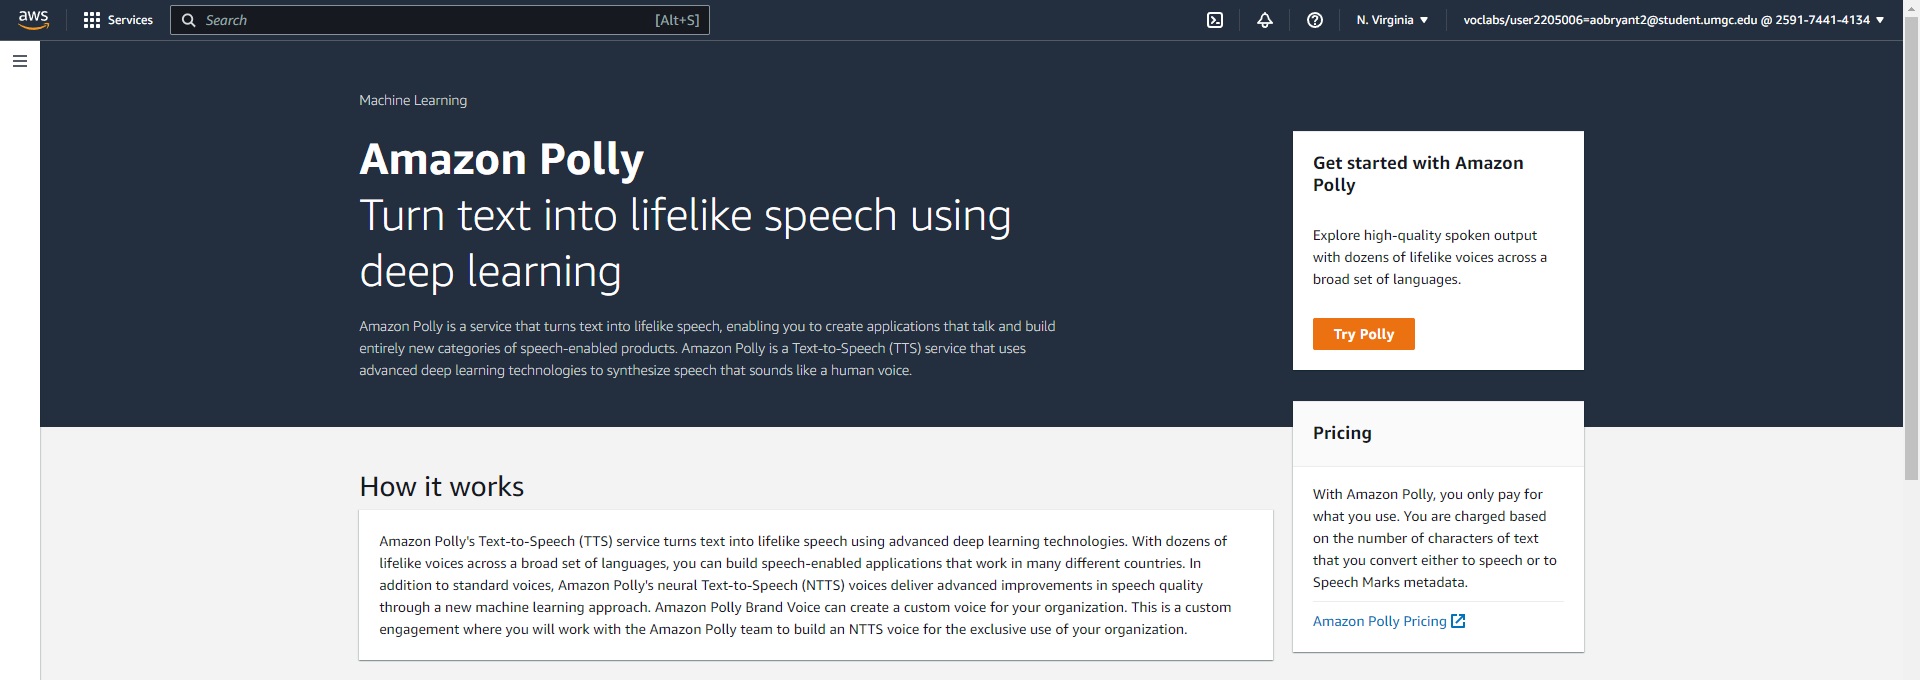 aws
Services
Search
[Alt+S]
N. Virginia
voclabs/user2205006=aobryant2@student.umgc.edu @ 2591-7441-4134
Machine Learning
Amazon Polly
Turn text into lifelike speech using
deep learning
Amazon Polly is a service that turns text into lifelike speech, enabling you to create applications that talk and build
entirely new categories of speech-enabled products. Amazon Polly is a Text-to-Speech (TTS) service that uses
advanced deep learning technologies to synthesize speech that sounds like a human voice.
Get started with Amazon
Polly
Explore high-quality spoken output
with dozens of lifelike voices across a
broad set of languages.
Try Polly
How it works
Amazon Polly's Text-to-Speech (TTS) service turns text into lifelike speech using advanced deep learning technologies. With dozens of
lifelike voices across a broad set of languages, you can build speech-enabled applications that work in many different countries. In
addition to standard voices, Amazon Polly's neural Text-to-Speech (NTTS) voices deliver advanced improvements in speech quality
through a new machine learning approach. Amazon Polly Brand Voice can create a custom voice for your organization. This is a custom
engagement where you will work with the Amazon Polly team to build an NTTS voice for the exclusive use of your organization.
Pricing
With Amazon Polly, you only pay for
what you use. You are charged based
on the number of characters of text
that you convert either to speech or to
Speech Marks metadata.
Amazon Polly Pricing